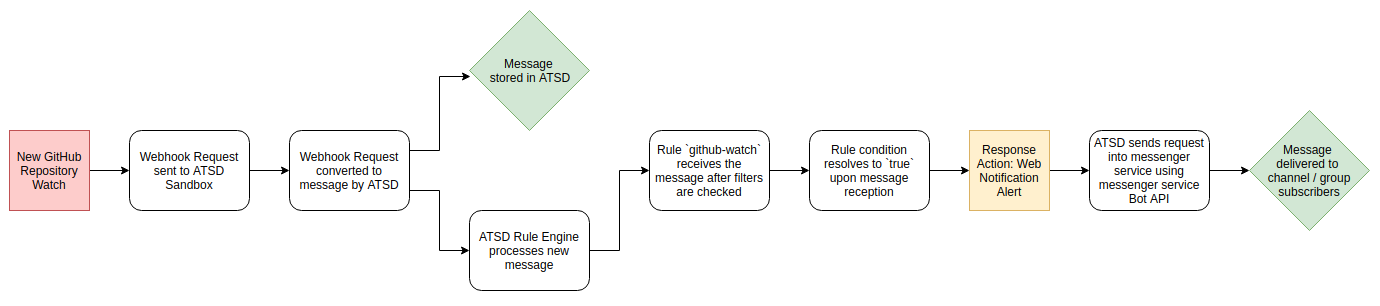 New GitHub
Repository
Watch
Webhook Request
sent to ATSD
Sandbox
Webhook Request
converted to
message by ATSD
Message
stored in ATSD
ATSD Rule Engine
processes new
message
Rule `github-watch`
receives the
message after filters
are checked
Rule condition
resolves to `true`
upon message
reception
Response
Action: Web
Notification
Alert
ATSD sends request
into messenger
service using
messenger service
Bot API
Message
delivered to
channel / group
subscribers